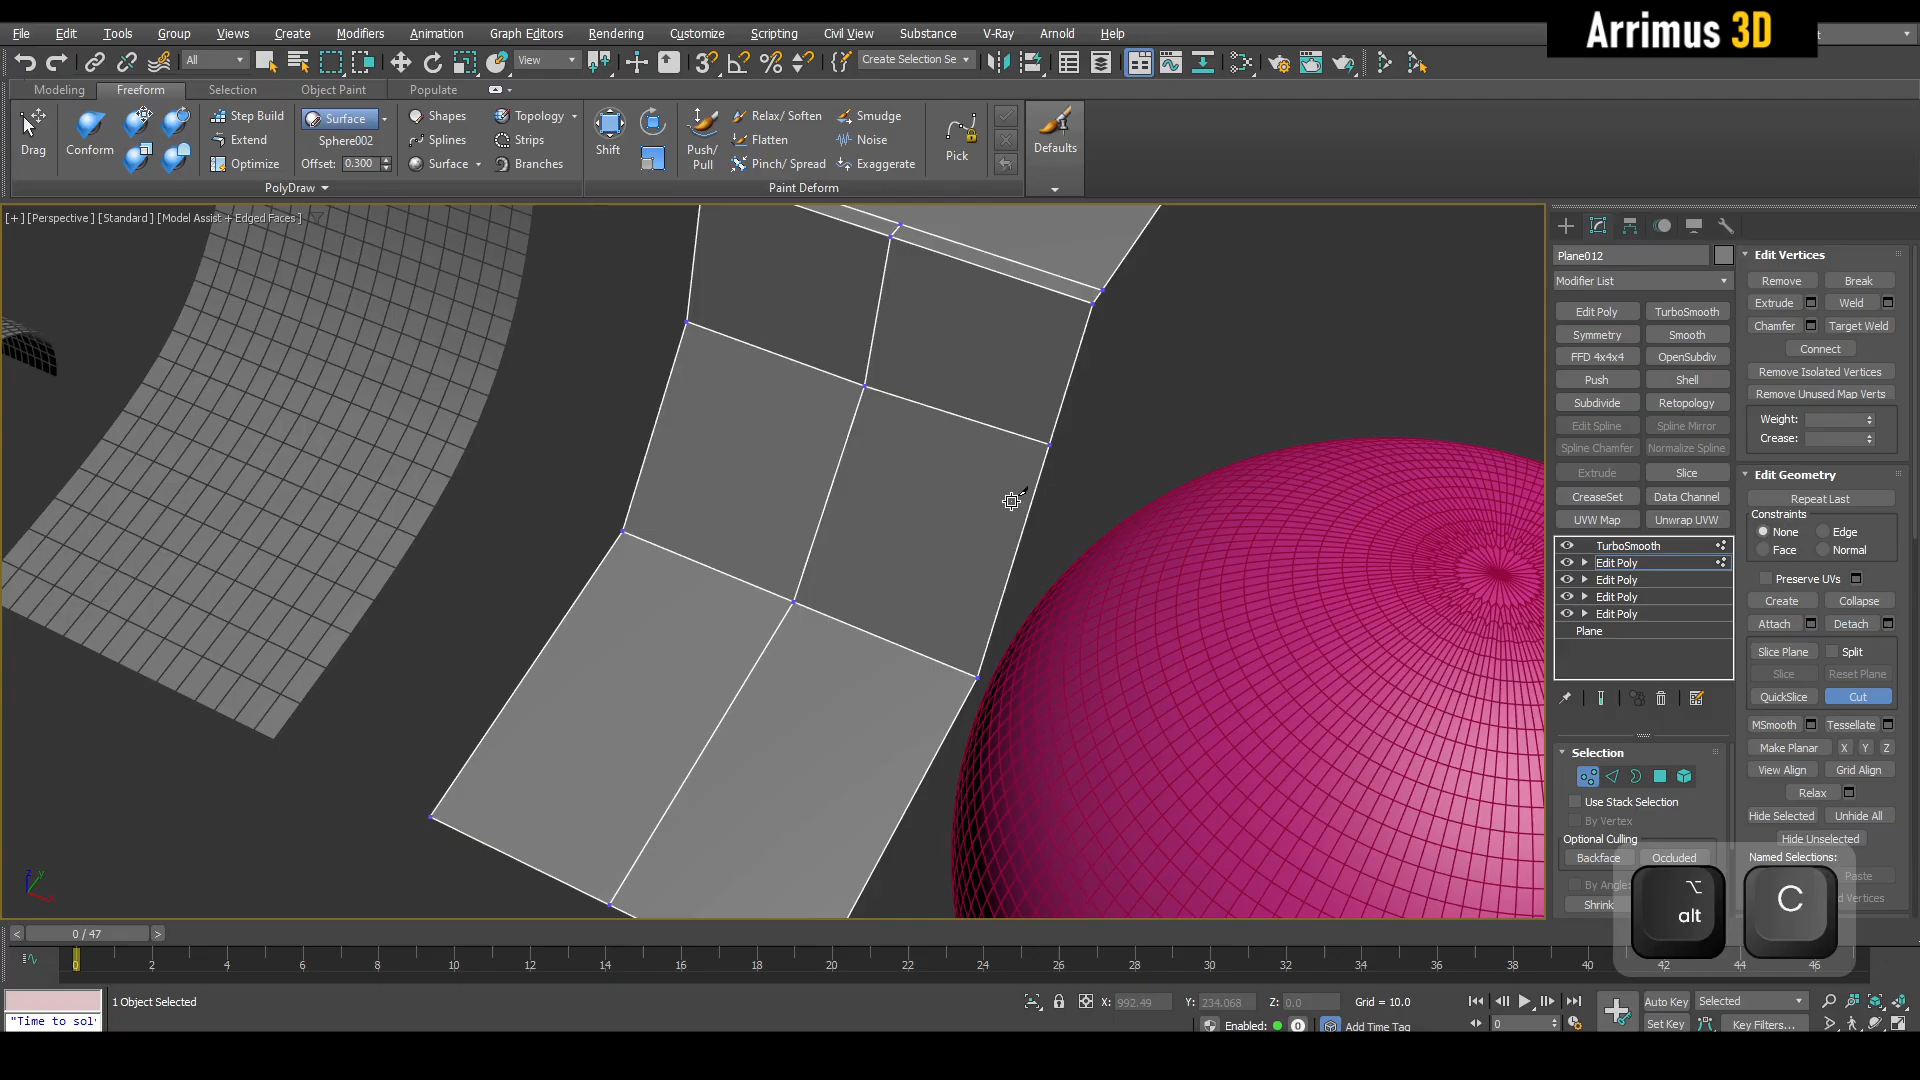 Arrimus 3D
File Edit Tools Group Views Create Modifiers Animation Graph Editors Rendering Customize Scripting Civil View Substance V-Ray Arnold Help
All View Create Selection Se
Modeling Freeform Selection Object Paint Populate
Step Build Surface Shapes Topology Relax/ Soften Smudge
Drag Conform Extend Sphere002 Splines Strips Shift Push/ Pull Flatten Noise Pick Defaults
Optimize Offset: 0.300 Surface Branches Pinch/ Spread Exaggerate
PolyDraw Paint Deform
[+] [Perspective ] [Standard ] [Model Assist + Edged Faces ]
Plane012
Modifier List
Edit Poly TurboSmooth
Symmetry Smooth
FFD 4x4x4 OpenSubdiv
Push Shell
Subdivide Retopology
Edit Spline Spline Mirror
Spline Chamfer Normalize Spline
Extrude Slice
CreaseSet Data Channel
UVW Map Unwrap UVW
TurboSmooth
Edit Poly
Edit Poly
Edit Poly
Edit Poly
Plane
Selection
Use Stack Selection
By Vertex
Optional Culling
Backface Occluded
By Angle:
Shrink
Edit Vertices
Remove Break
Extrude Weld
Chamfer Target Weld
Connect
Remove Isolated Vertices
Remove Unused Map Verts
Weight:
Crease:
Edit Geometry
Repeat Last
Constraints
None Edge
Face Normal
Preserve UVs
Create Collapse
Attach Detach
Slice Plane Split
Slice Reset Plane
QuickSlice Cut
MSmooth Tessellate
Make Planar X Y Z
View Align Grid Align
Relax
Hide Selected Unhide All
Hide Unselected
Named Selections:
Paste
alt C
< 0 / 47 >
0 2 4 6 8 10 12 14 16 18 20 22 24 26 28 30 32 34 36 38 40 42 44 46
1 Object Selected X: 992.49 Y: 234.068 Z: 0.0 Grid = 10.0 Auto Key Selected
"Time to sol Enabled: 0 Add Time Tag 0 Set Key Key Filters...